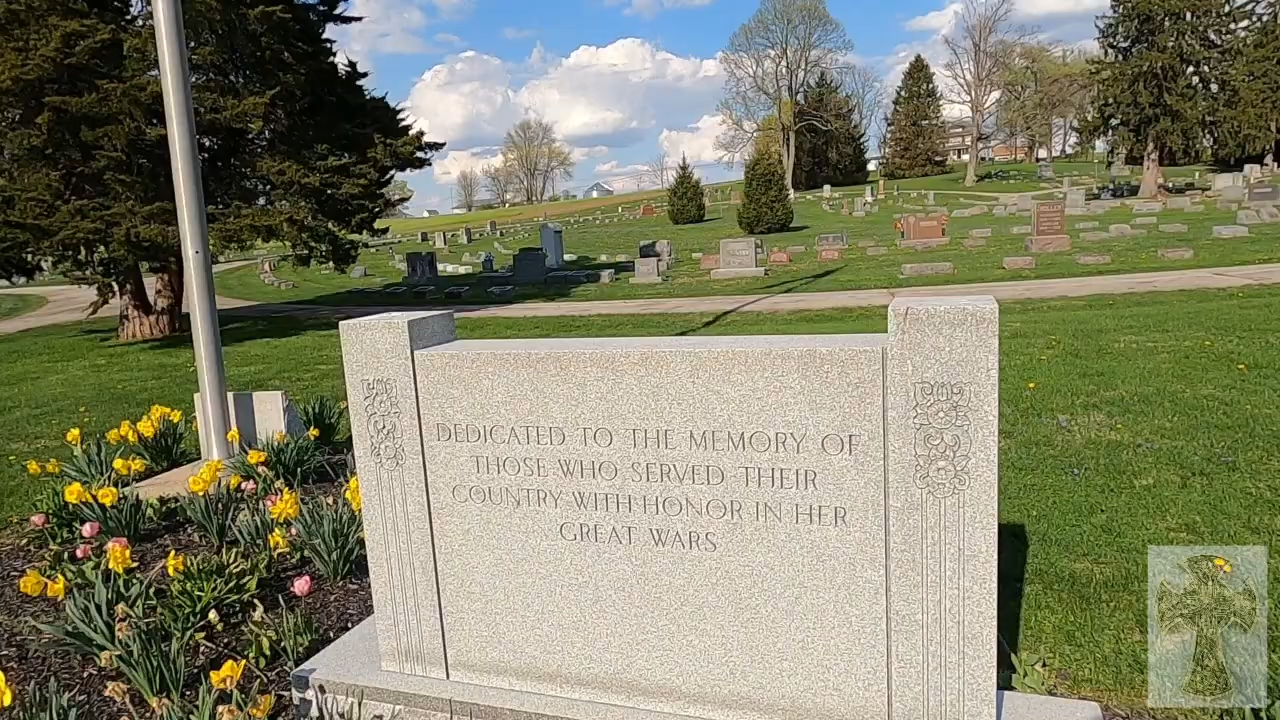 DEDICATED TO THE MEMORY OF
THOSE WHO SERVED THEIR
COUNTRY WITH HONOR IN HER
GREAT WARS